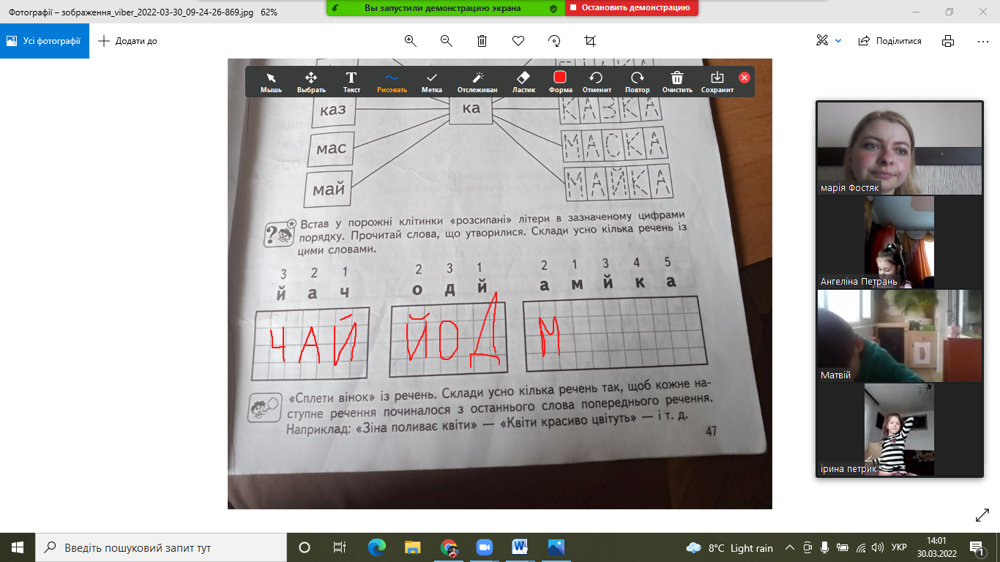 Фотографії – зображення_viber_2022-03-30_09-24-26-869.jpg 62%
Вы запустили демонстрацию экрана
Остановить демонстрацию
Усі фотографії
Додати до
Поділитися
Мышь Выбрать Текст Рисовать Метка Отслеживан Ластик Форма Отменит Повтор Очистить Сохранит
каз ка КАЗКА
мас МАСКА
май МАЙКА
Встав у порожні клітинки «розсипані» літери в зазначеному цифрами
порядку. Прочитай слова, що утворилися. Склади усно кілька речень із
цими словами.
3 2 1 2 3 1 2 1 3 4 5
й а ч о д й а м й к а
ЧАЙ ЙОД М
«Сплети вінок» із речень. Склади усно кілька речень так, щоб кожне на-
ступне речення починалося з останнього слова попереднього речення.
Наприклад: «Зіна поливає квіти» — «Квіти красиво цвітуть» — і т. д.
47
марія Фостяк
Ангеліна Петрань
Матвій
ірина петрик
Введіть пошуковий запит тут
8°C Light rain
УКР
14:01
30.03.2022
1